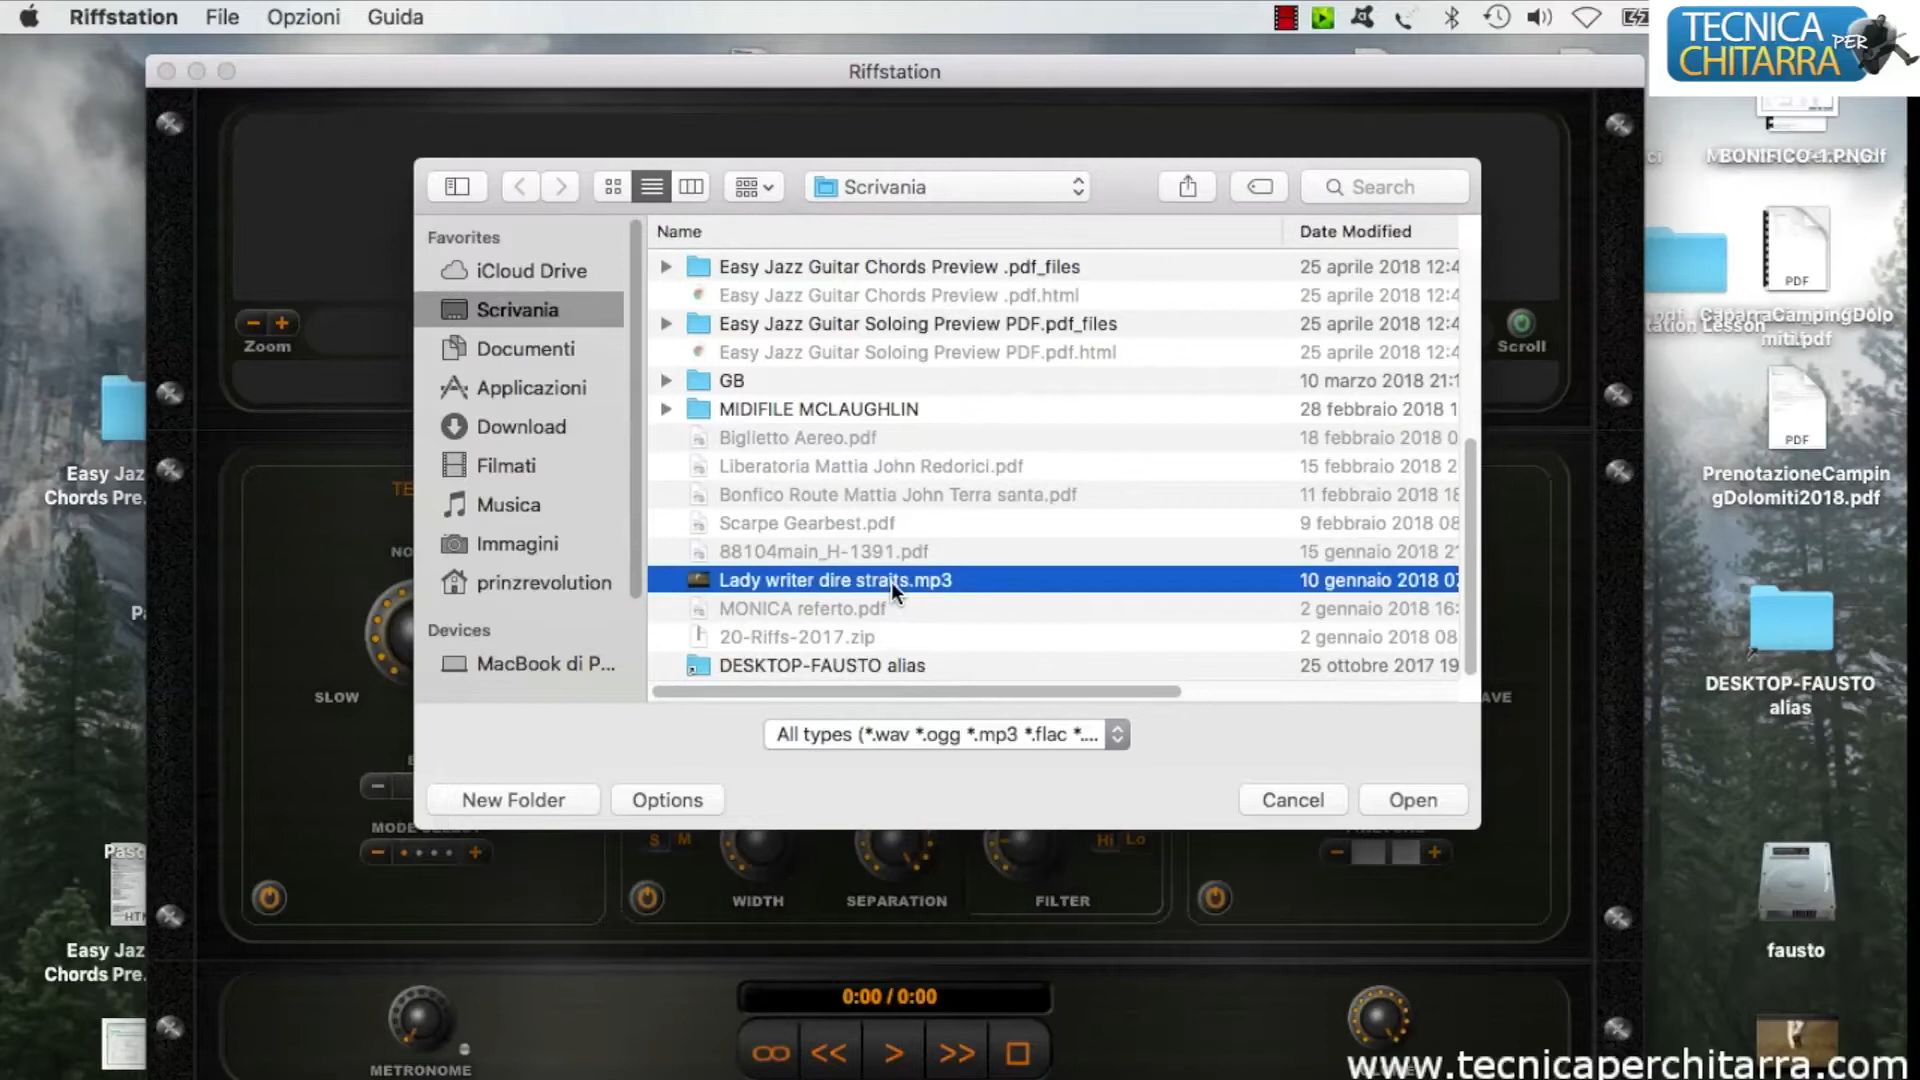 Riffstation File Opzioni Guida
TECNICA
PER
CHITARRA
Riffstation
BONIFICO-1.PNG
Scrivania
Search
Favorites
Name
Date Modified
iCloud Drive
Scrivania
Documenti
Applicazioni
Download
Filmati
Musica
Immagini
prinzrevolution
Devices
MacBook di P...
Easy Jazz Guitar Chords Preview .pdf_files 25 aprile 2018 12:4
Easy Jazz Guitar Chords Preview .pdf.html 25 aprile 2018 12:4
Easy Jazz Guitar Soloing Preview PDF.pdf_files 25 aprile 2018 12:4
Easy Jazz Guitar Soloing Preview PDF.pdf.html 25 aprile 2018 12:4
GB 10 marzo 2018 21:1
MIDIFILE MCLAUGHLIN 28 febbraio 2018 1
Biglietto Aereo.pdf 18 febbraio 2018 0
Liberatoria Mattia John Redorici.pdf 15 febbraio 2018 2
Bonfico Route Mattia John Terra santa.pdf 11 febbraio 2018 18
Scarpe Gearbest.pdf 9 febbraio 2018 08
88104main_H-1391.pdf 15 gennaio 2018 2
Lady writer dire straits.mp3 10 gennaio 2018 07
MONICA referto.pdf 2 gennaio 2018 16:
20-Riffs-2017.zip 2 gennaio 2018 08
DESKTOP-FAUSTO alias 25 ottobre 2017 19
All types (*.wav *.ogg *.mp3 *.flac *....
New Folder
Options
Cancel
Open
Zoom
Scroll
SLOW
WIDTH
SEPARATION
FILTER
S M
Hi Lo
0:00 / 0:00
METRONOME
Easy Jaz
Chords Pre.
Easy Jaz
Chords Pre.
PDF
CaparraCampingDolo
miti.pdf
PDF
PrenotazioneCampin
gDolomiti2018.pdf
DESKTOP-FAUSTO
alias
fausto
www.tecnicaperchitarra.com